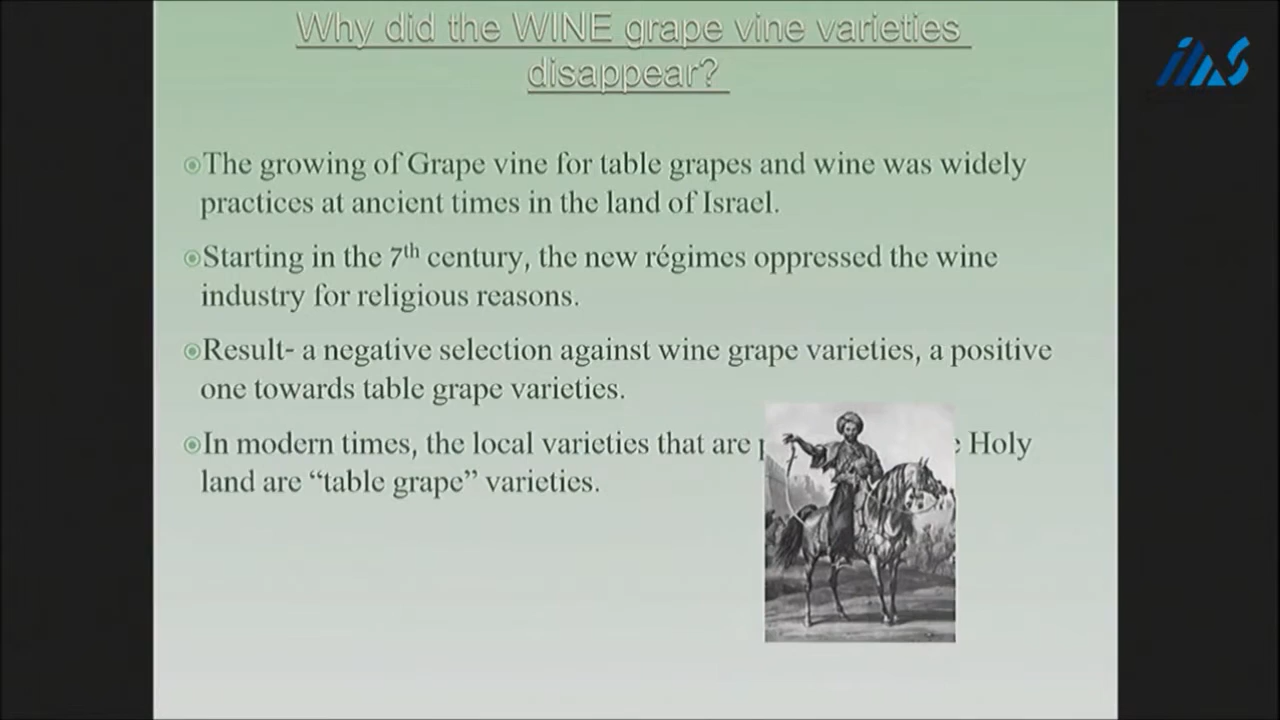 Why did the WINE grape vine varieties
disappear?
The growing of Grape vine for table grapes and wine was widely
practices at ancient times in the land of Israel.
Starting in the 7th century, the new régimes oppressed the wine
industry for religious reasons.
Result- a negative selection against wine grape varieties, a positive
one towards table grape varieties.
In modern times, the local varieties that are Holy
land are “table grape” varieties.